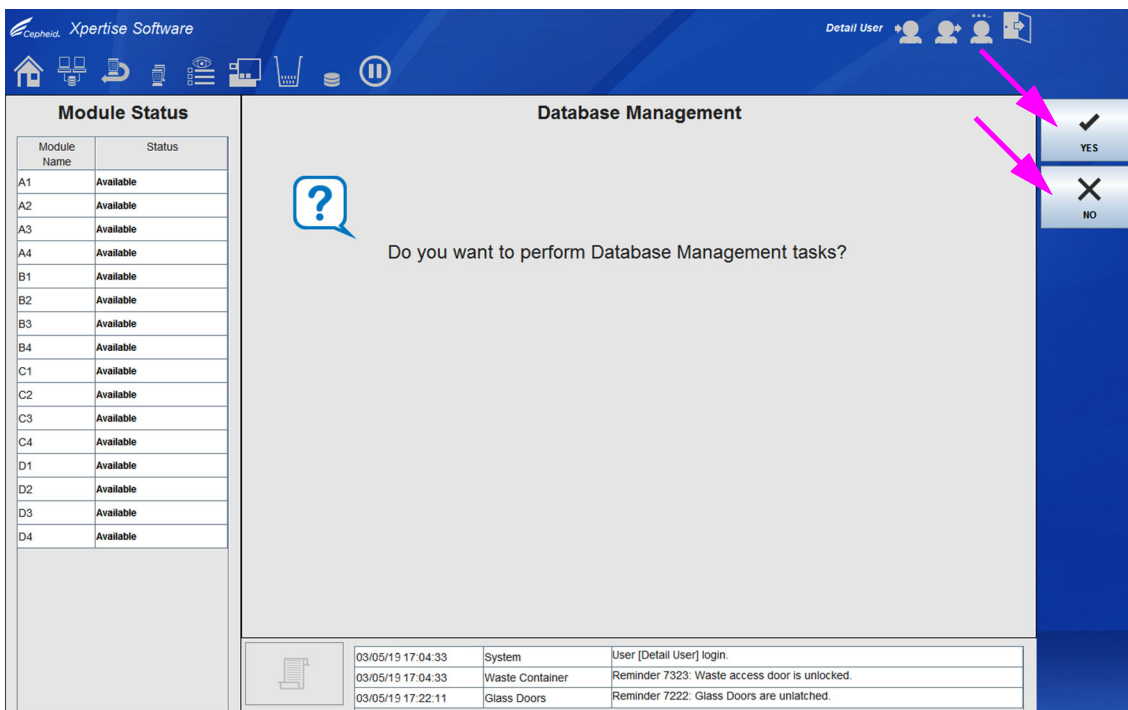 Cepheid. Xpertise Software
Detail User
Module Status
Module Name Status
A1 Available
A2 Available
A3 Available
A4 Available
B1 Available
B2 Available
B3 Available
B4 Available
C1 Available
C2 Available
C3 Available
C4 Available
D1 Available
D2 Available
D3 Available
D4 Available
Database Management
?
Do you want to perform Database Management tasks?
YES
NO
03/05/19 17:04:33 System User [Detail User] login.
03/05/19 17:04:33 Waste Container Reminder 7323: Waste access door is unlocked.
03/05/19 17:22:11 Glass Doors Reminder 7222: Glass Doors are unlatched.